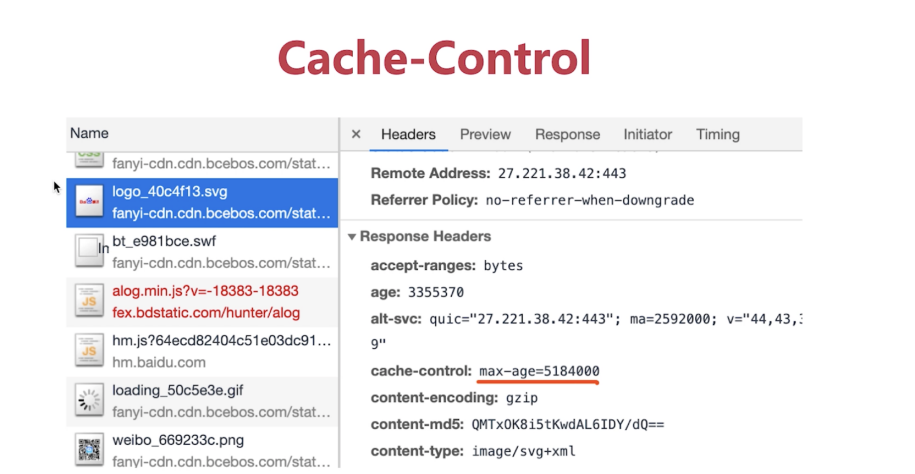 Cache-Control
Name
fanyi-cdn.cdn.bcebos.com/stat…
logo_40c4f13.svg
fanyi-cdn.cdn.bcebos.com/stat…
bt_e981bce.swf
In
fanyi-cdn.cdn.bcebos.com/stat…
alog.min.js?v=-18383-18383
fex.bdstatic.com/hunter/alog
JS
hm.js?64ecd82404c51e03dc91…
hm.baidu.com
JS
loading_50c5e3e.gif
fanyi-cdn.cdn.bcebos.com/stat…
weibo_669233c.png
fanyi-cdn.cdn.bcebos.com/stat…
× Headers Preview Response Initiator Timing
Remote Address: 27.221.38.42:443
Referrer Policy: no-referrer-when-downgrade
Response Headers
accept-ranges: bytes
age: 3355370
alt-svc: quic="27.221.38.42:443"; ma=2592000; v="44,43,3
9"
cache-control: max-age=5184000
content-encoding: gzip
content-md5: QMTxOK8i5tKwdAL6IDY/dQ==
content-type: image/svg+xml